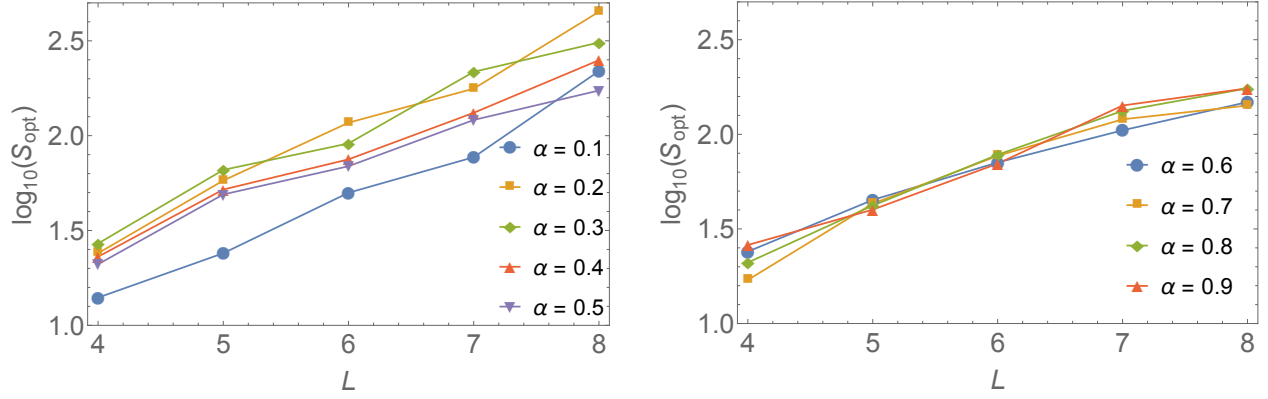 log10(Sopt)
2.5
2.0
1.5
1.0
4 5 6 7 8
L
α = 0.1
α = 0.2
α = 0.3
α = 0.4
α = 0.5
log10(Sopt)
2.5
2.0
1.5
1.0
4 5 6 7 8
L
α = 0.6
α = 0.7
α = 0.8
α = 0.9